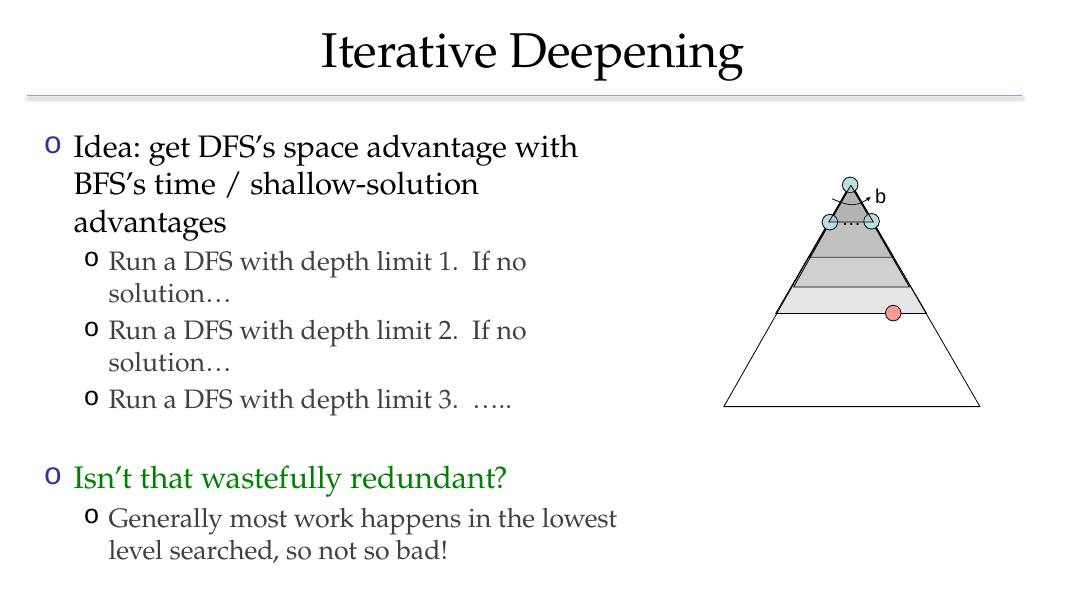 Iterative Deepening
o Idea: get DFS’s space advantage with
BFS’s time / shallow-solution
advantages
o Run a DFS with depth limit 1.  If no
solution…
o Run a DFS with depth limit 2.  If no
solution…
o Run a DFS with depth limit 3.  …..
o Isn’t that wastefully redundant?
o Generally most work happens in the lowest
level searched, so not so bad!
b
…